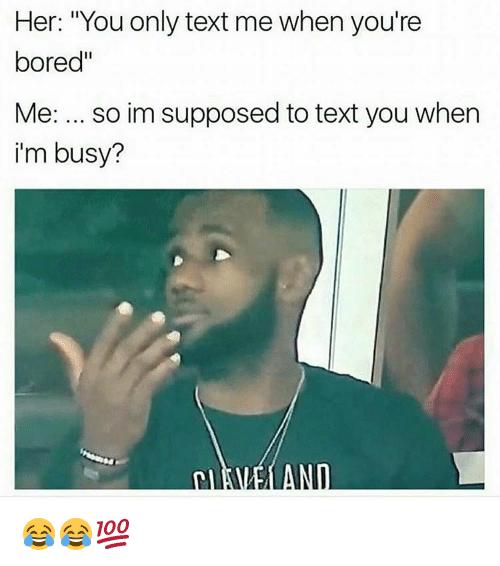 Her: "You only text me when you're
bored"
Me: ... so im supposed to text you when
i'm busy?
CLEVELAND
😂😂💯